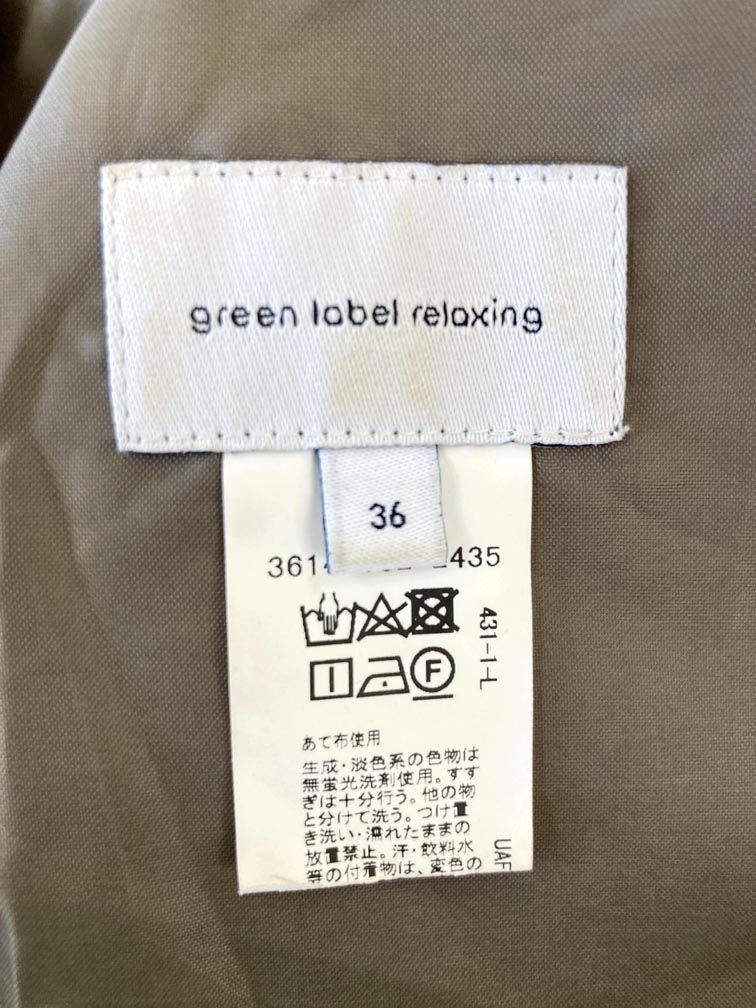 green label relaxing
36
435
431-1-L
F
あて布使用
生成・淡色系の色物は
無蛍光洗剤使用。すす
ぎは十分行う。他の物
と分けて洗う。つけ置
き洗い・濡れたままの
放置禁止。汗・飲料水
等の付着物は、変色の
UAF